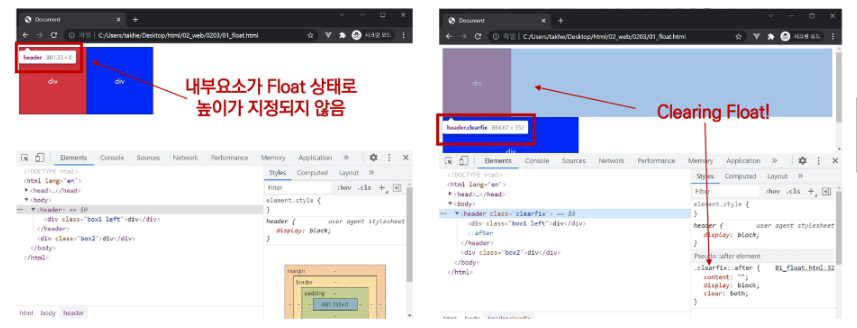 Document
파일 | C:/Users/takhe/Desktop/html/02_web/0203/01_float.html
시크릿 모드
header 881.33 × 0
div
div
내부요소가 Float 상태로
높이가 지정되지 않음
Elements Console Sources Network Performance Memory Application
<!DOCTYPE html>
<html lang="en">
<head>…</head>
<body>
<header> == $0
<div class="box1 left">div</div>
</header>
<div class="box2">div</div>
</body>
</html>
Styles Computed Layout
Filter :hov .cls +
element.style {
}
header { user agent stylesheet
display: block;
}
margin -
border -
padding -
881.333×0
html body header
Document
파일 | C:/Users/takhe/Desktop/html/02_web/0203/01_float.html
시크릿 모드
div
Clearing Float!
header.clearfix 864.67 × 152
div
Elements Console Sources Network Performance Memory Application
<!DOCTYPE html>
<html lang="en">
<head>…</head>
<body>
<header class="clearfix"> == $0
<div class="box1 left">div</div>
::after
</header>
<div class="box2">div</div>
</body>
</html>
Styles Computed Layout
Filter :hov .cls +
element.style {
}
header { user agent stylesheet
display: block;
}
Pseudo ::after element
.clearfix::after { 01_float.html:32
content: "";
display: block;
clear: both;
}
html body header.clearfix